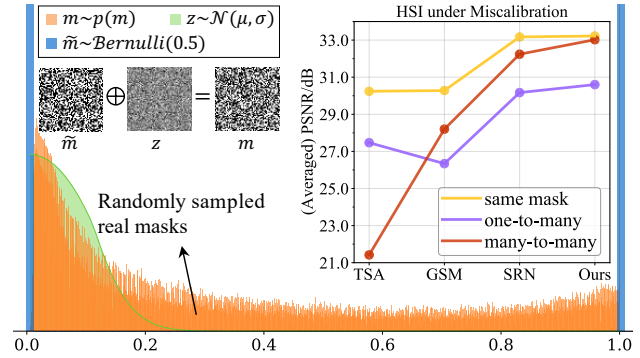 m~p(m) z~𝒩(μ, σ)
m̃~Bernulli(0.5)
⊕ =
m̃ z m
Randomly sampled
real masks
HSI under Miscalibration
(Averaged) PSNR/dB
33.0
31.0
29.0
27.0
25.0
23.0
21.0
same mask
one-to-many
many-to-many
TSA GSM SRN Ours
0.0 0.2 0.4 0.6 0.8 1.0